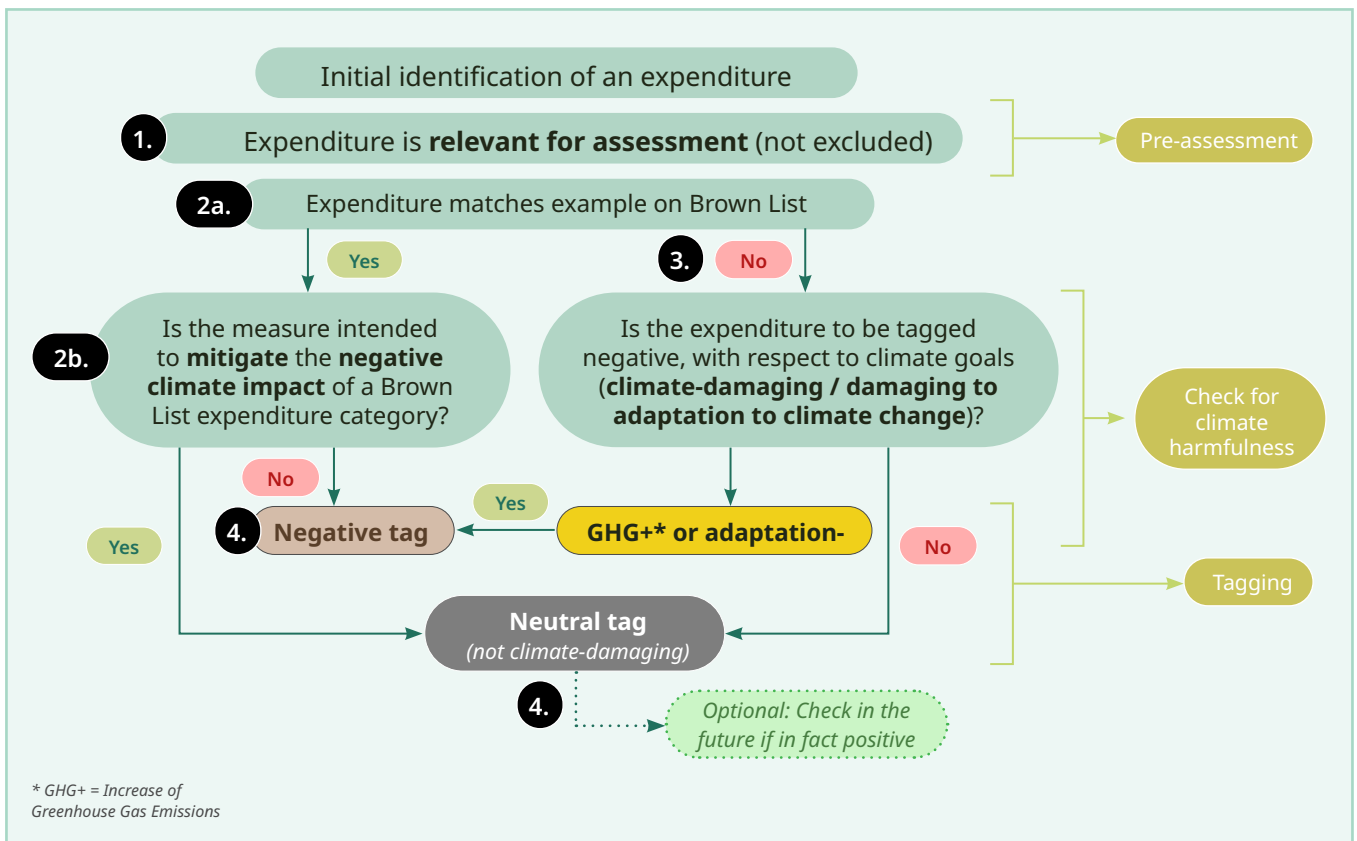 Initial identification of an expenditure
1.
Expenditure is relevant for assessment (not excluded)
Pre-assessment
2a.
Expenditure matches example on Brown List
Yes
3.
No
2b.
Is the measure intended
to mitigate the negative
climate impact of a Brown
List expenditure category?
Is the expenditure to be tagged
negative, with respect to climate goals
(climate-damaging / damaging to
adaptation to climate change)?
Check for
climate
harmfulness
No
Yes
4.
Negative tag
Yes
GHG+* or adaptation-
No
Tagging
Neutral tag
(not climate-damaging)
4.
Optional: Check in the
future if in fact positive
* GHG+ = Increase of
Greenhouse Gas Emissions